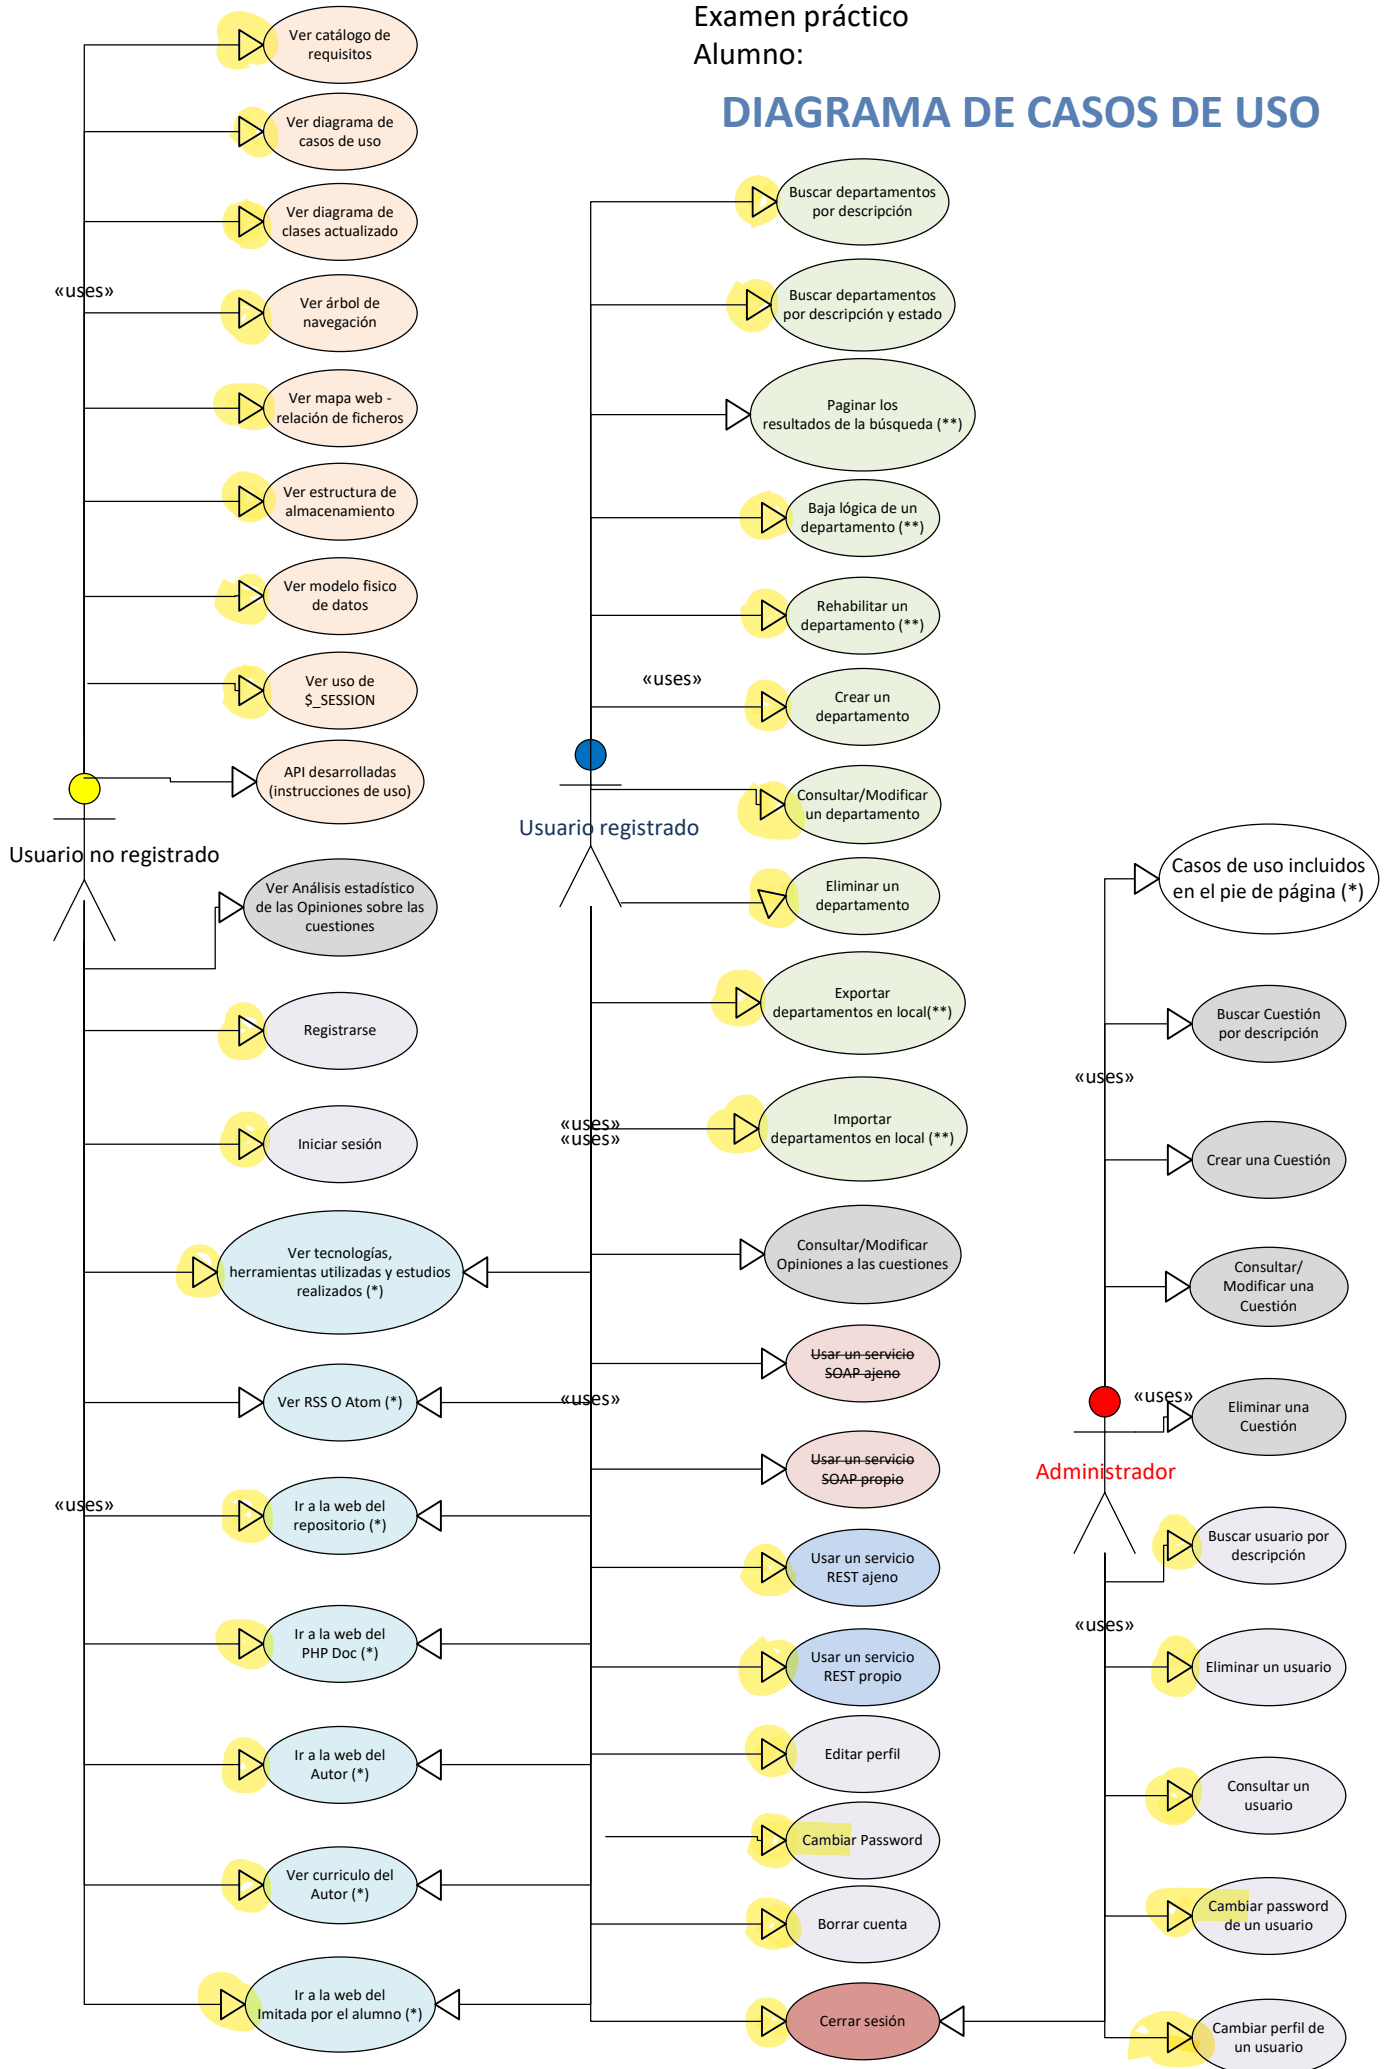 Examen práctico
Alumno:
DIAGRAMA DE CASOS DE USO
Ver catálogo de
requisitos
Ver diagrama de
casos de uso
Ver diagrama de
clases actualizado
«uses»
Ver árbol de
navegación
Ver mapa web -
relación de ficheros
Ver estructura de
almacenamiento
Ver modelo fisico
de datos
Ver uso de
$_SESSION
API desarrolladas
(instrucciones de uso)
Usuario no registrado
Ver Análisis estadístico
de las Opiniones sobre las
cuestiones
Registrarse
Iniciar sesión
Ver tecnologías,
herramientas utilizadas y estudios
realizados (*)
Ver RSS O Atom (*)
«uses»
Ir a la web del
repositorio (*)
Ir a la web del
PHP Doc (*)
Ir a la web del
Autor (*)
Ver curriculo del
Autor (*)
Ir a la web del
Imitada por el alumno (*)
Buscar departamentos
por descripción
Buscar departamentos
por descripción y estado
Paginar los
resultados de la búsqueda (**)
Baja lógica de un
departamento (**)
Rehabilitar un
departamento (**)
«uses»
Crear un
departamento
Consultar/Modificar
un departamento
Usuario registrado
Eliminar un
departamento
Exportar
departamentos en local(**)
Importar
departamentos en local (**)
«uses»
«uses»
Consultar/Modificar
Opiniones a las cuestiones
Usar un servicio
SOAP ajeno
«uses»
Usar un servicio
SOAP propio
Usar un servicio
REST ajeno
Usar un servicio
REST propio
Editar perfil
Cambiar Password
Borrar cuenta
Cerrar sesión
Casos de uso incluidos
en el pie de página (*)
Buscar Cuestión
por descripción
«uses»
Crear una Cuestión
Consultar/
Modificar una
Cuestión
«uses»
Eliminar una
Cuestión
Administrador
Buscar usuario por
descripción
«uses»
Eliminar un usuario
Consultar un
usuario
Cambiar password
de un usuario
Cambiar perfil de
un usuario